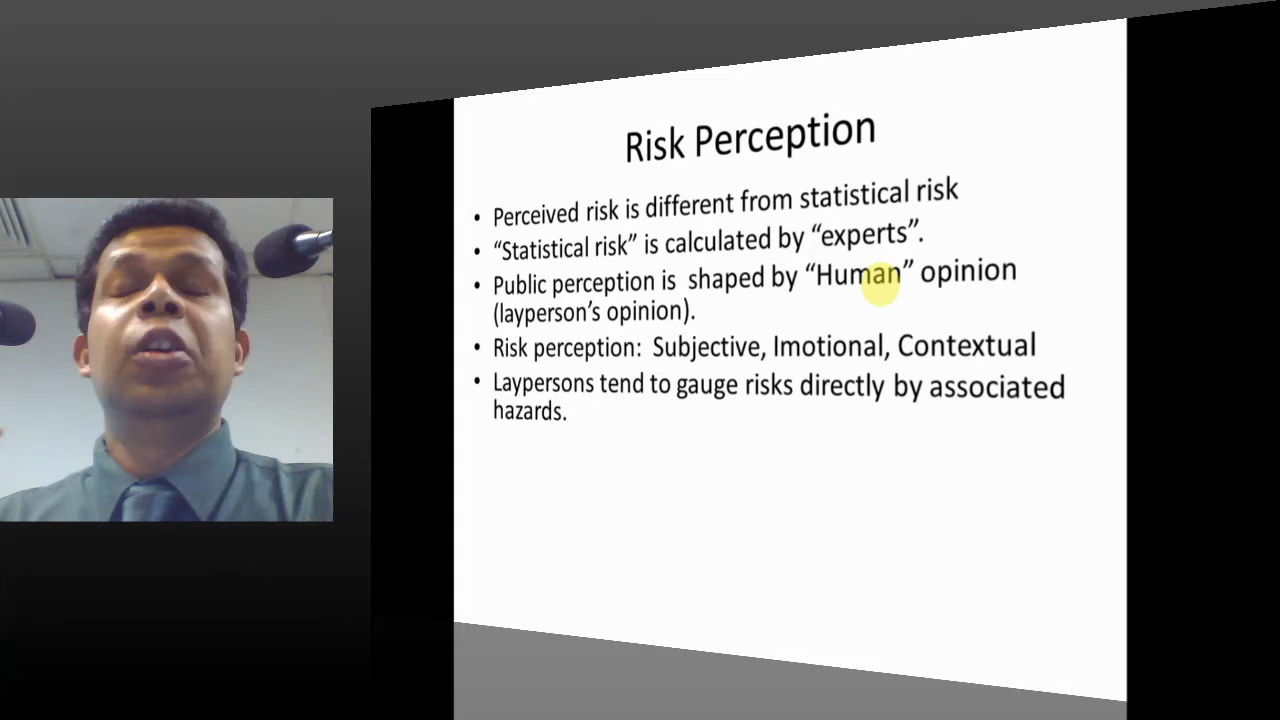 Risk Perception
• Perceived risk is different from statistical risk
• “Statistical risk” is calculated by “experts”.
• Public perception is shaped by “Human” opinion
(layperson’s opinion).
• Risk perception: Subjective, Imotional, Contextual
• Laypersons tend to gauge risks directly by associated
hazards.